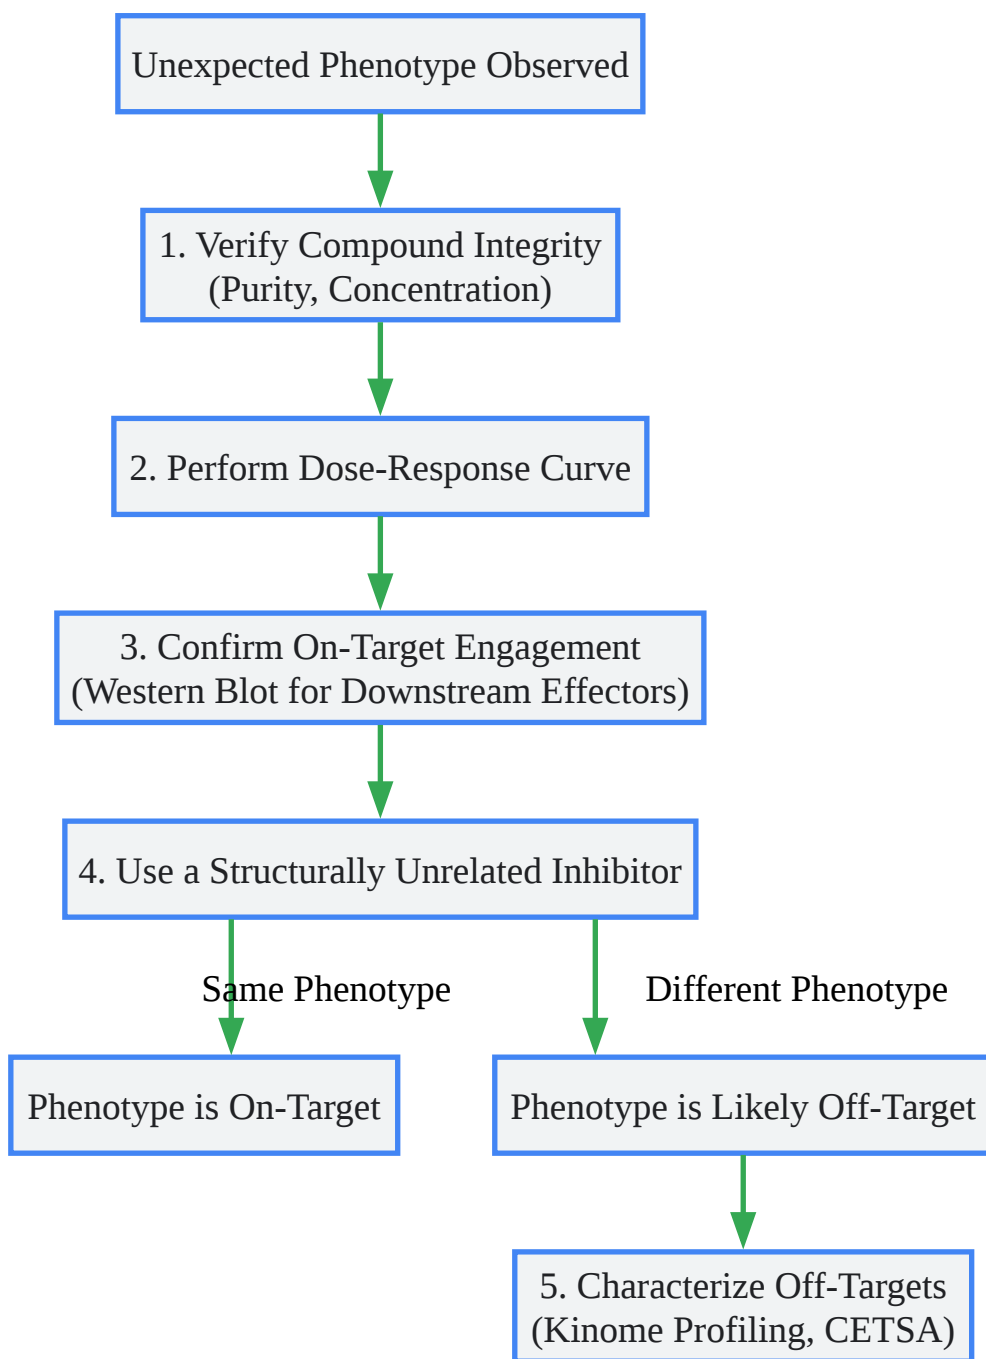 Unexpected Phenotype Observed
1. Verify Compound Integrity
(Purity, Concentration)
2. Perform Dose-Response Curve
3. Confirm On-Target Engagement
(Western Blot for Downstream Effectors)
4. Use a Structurally Unrelated Inhibitor
Same Phenotype
Different Phenotype
Phenotype is On-Target
Phenotype is Likely Off-Target
5. Characterize Off-Targets
(Kinome Profiling, CETSA)